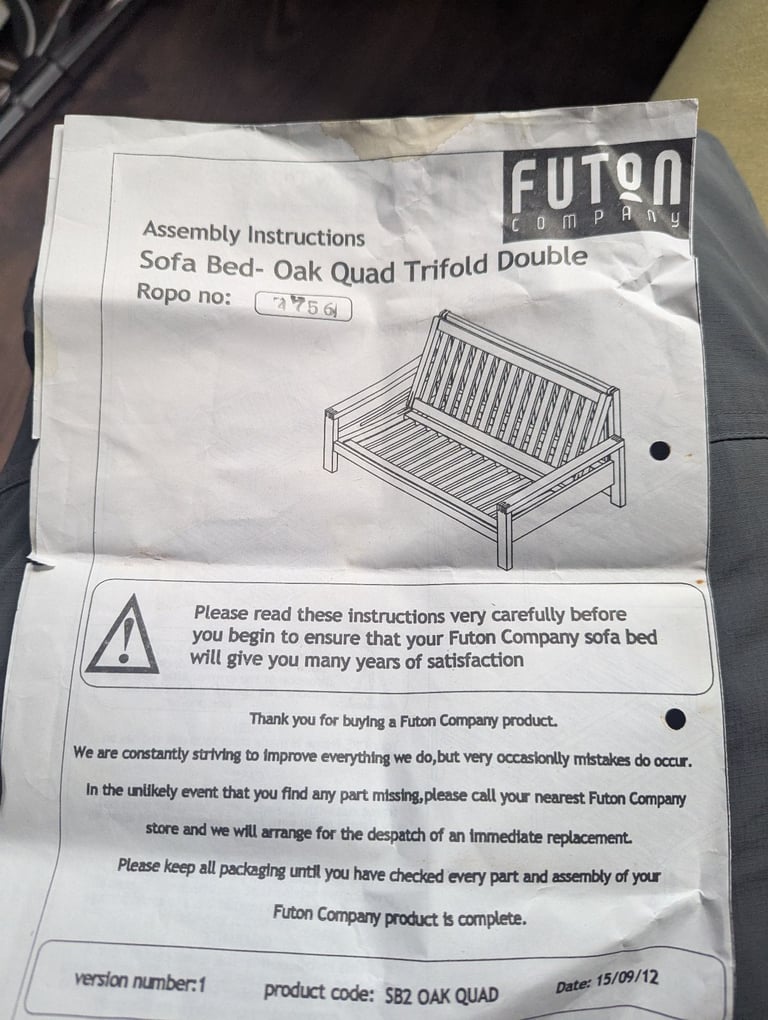 FUTON
COMPANY
Assembly Instructions
Sofa Bed- Oak Quad Trifold Double
Ropo no:
Please read these instructions very carefully before
you begin to ensure that your Futon Company sofa bed
will give you many years of satisfaction
Thank you for buying a Futon Company product.
We are constantly striving to improve everything we do,but very occasionlly mistakes do occur.
In the unlikely event that you find any part missing,please call your nearest Futon Company
store and we will arrange for the despatch of an immediate replacement.
Please keep all packaging until you have checked every part and assembly of your
Futon Company product is complete.
version number:1 product code: SB2 OAK QUAD Date: 15/09/12